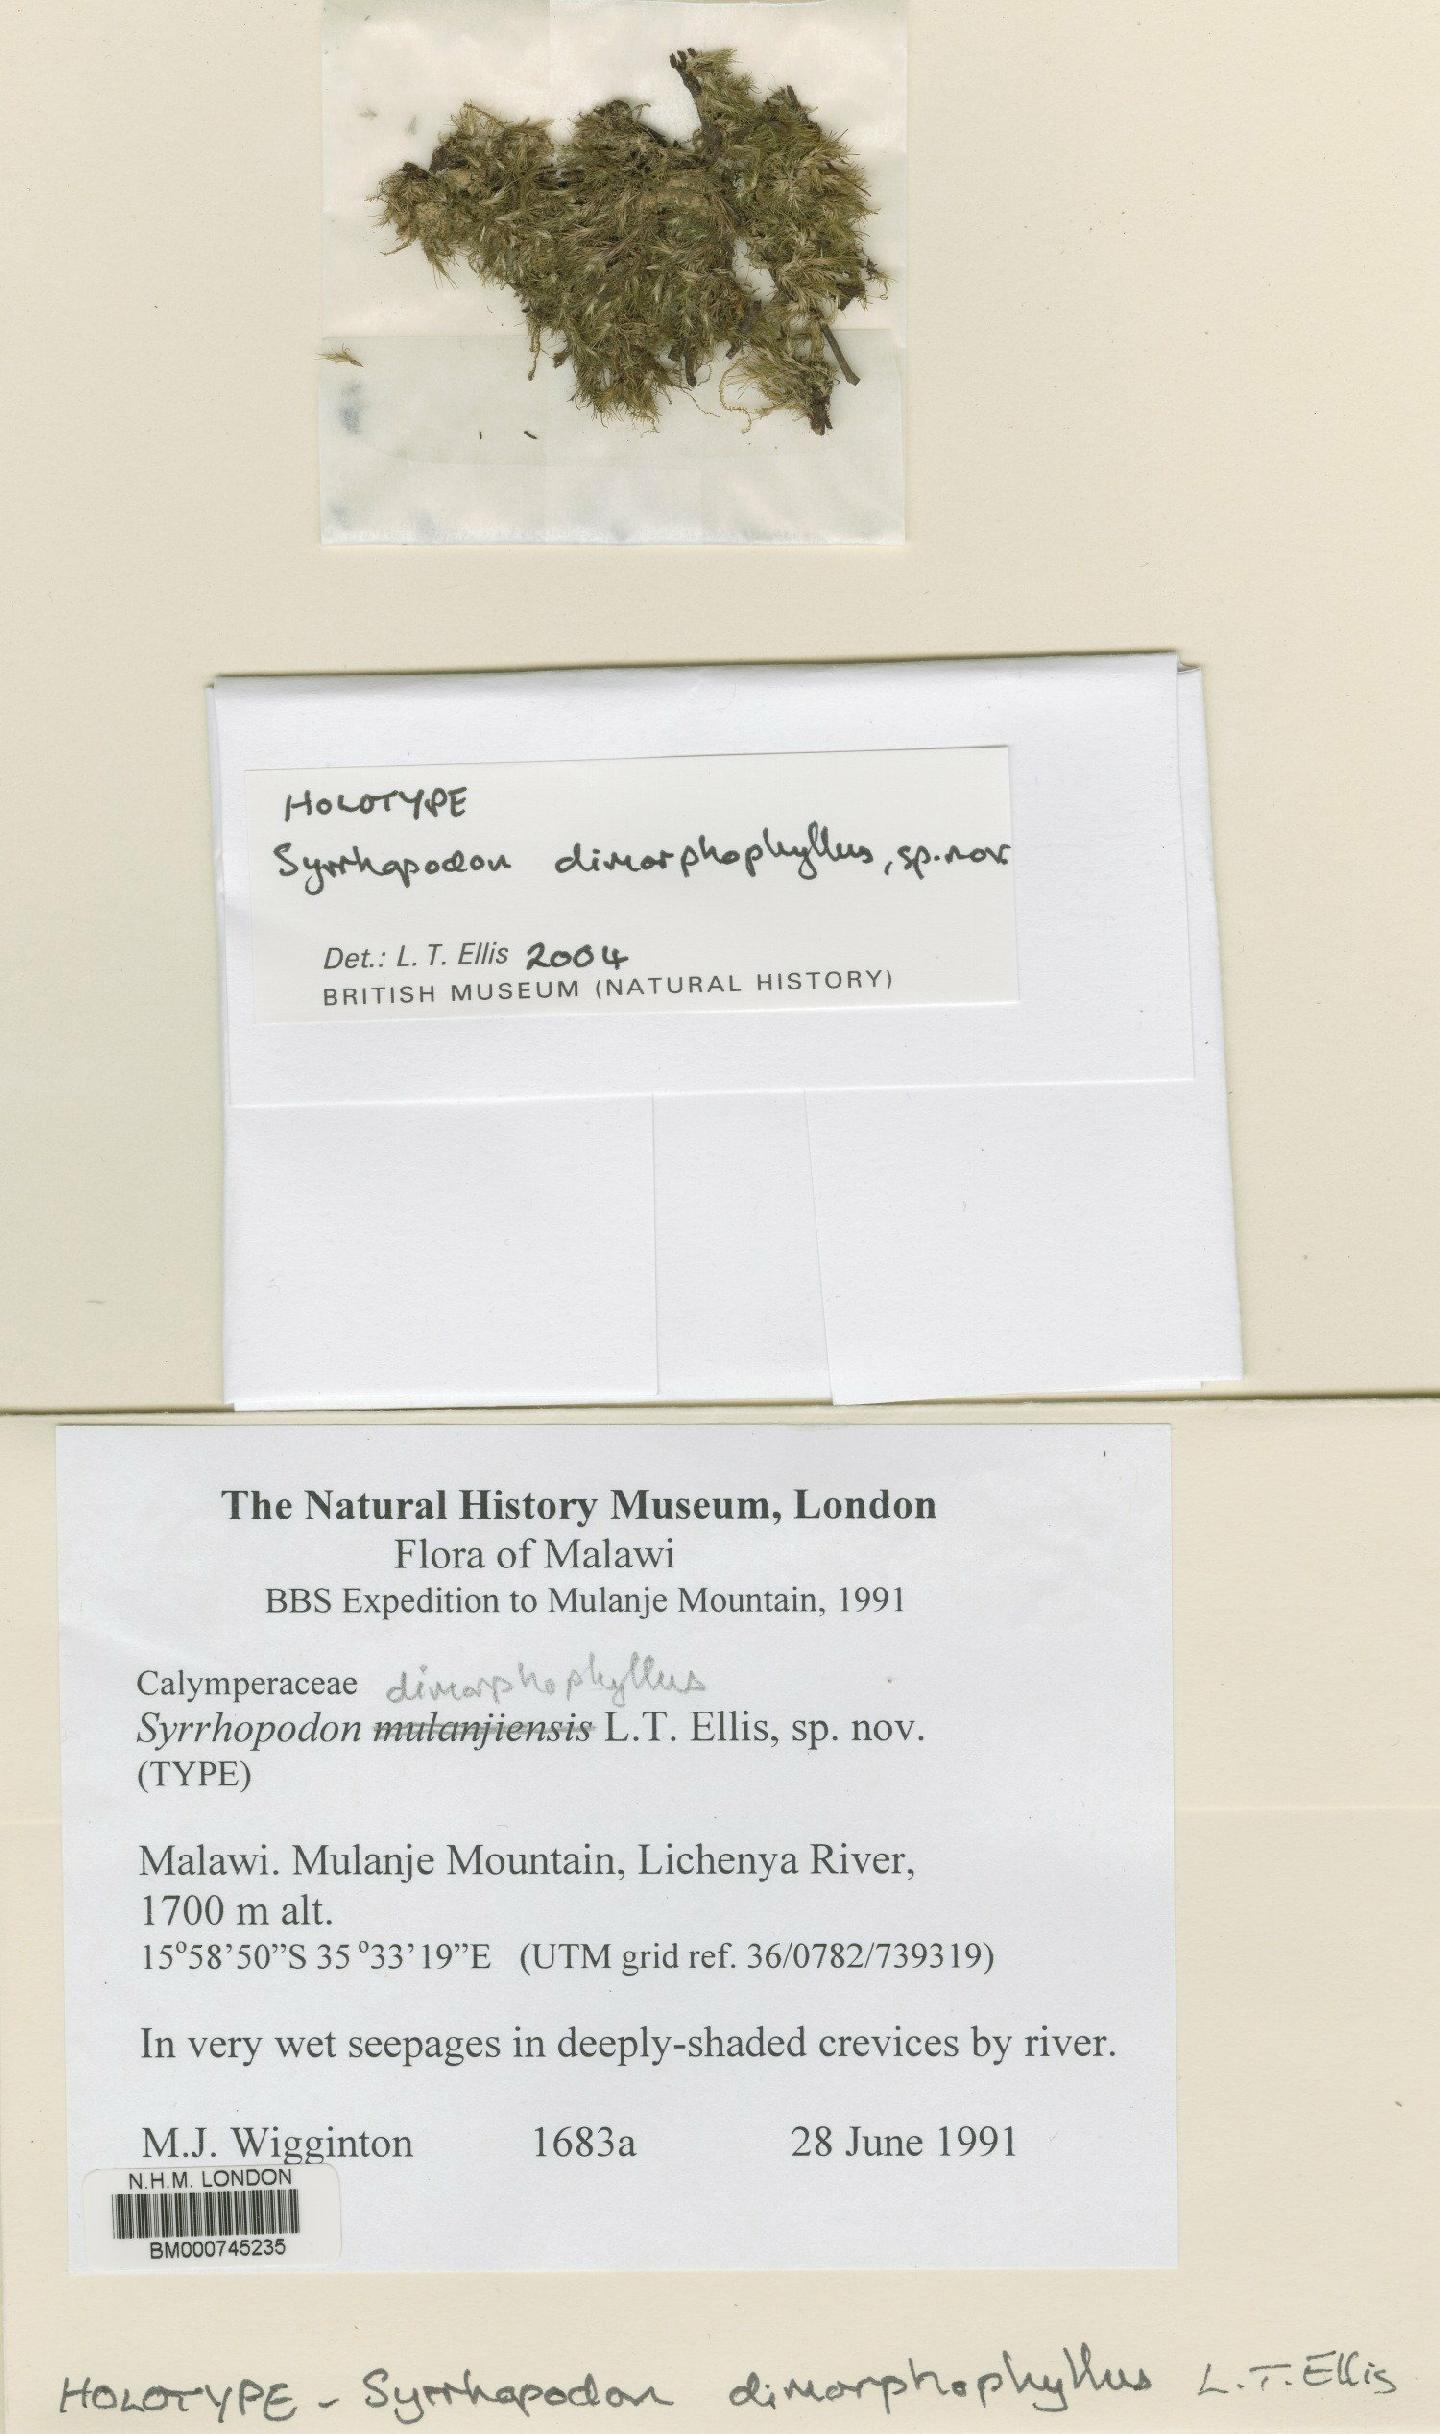 HOLOTYPE
Syrrhopodon dimorphophyllus, sp. nov
Det.: L. T. Ellis 2004
BRITISH MUSEUM (NATURAL HISTORY)
The Natural History Museum, London
Flora of Malawi
BBS Expedition to Mulanje Mountain, 1991
Calymperaceae dimorphophyllus
Syrrhopodon mulanjiensis L.T. Ellis, sp. nov.
(TYPE)
Malawi. Mulanje Mountain, Lichenya River,
1700 m alt.
15°58’50”S 35 °33’19”E (UTM grid ref. 36/0782/739319)
In very wet seepages in deeply-shaded crevices by river.
M.J. Wigginton 1683a 28 June 1991
N.H.M. LONDON
BM000745235
HOLOTYPE - Syrrhopodon dimorphophyllus L. T. Ellis